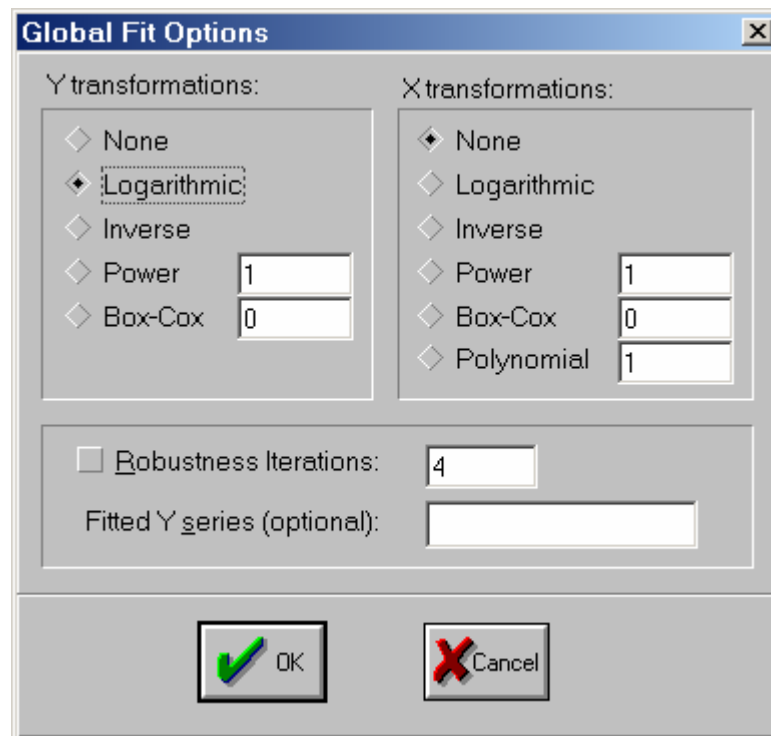 Global Fit Options
Y transformations:
None
Logarithmic
Inverse
Power 1
Box-Cox 0
X transformations:
None
Logarithmic
Inverse
Power 1
Box-Cox 0
Polynomial 1
Robustness Iterations: 4
Fitted Y series (optional):
OK
Cancel